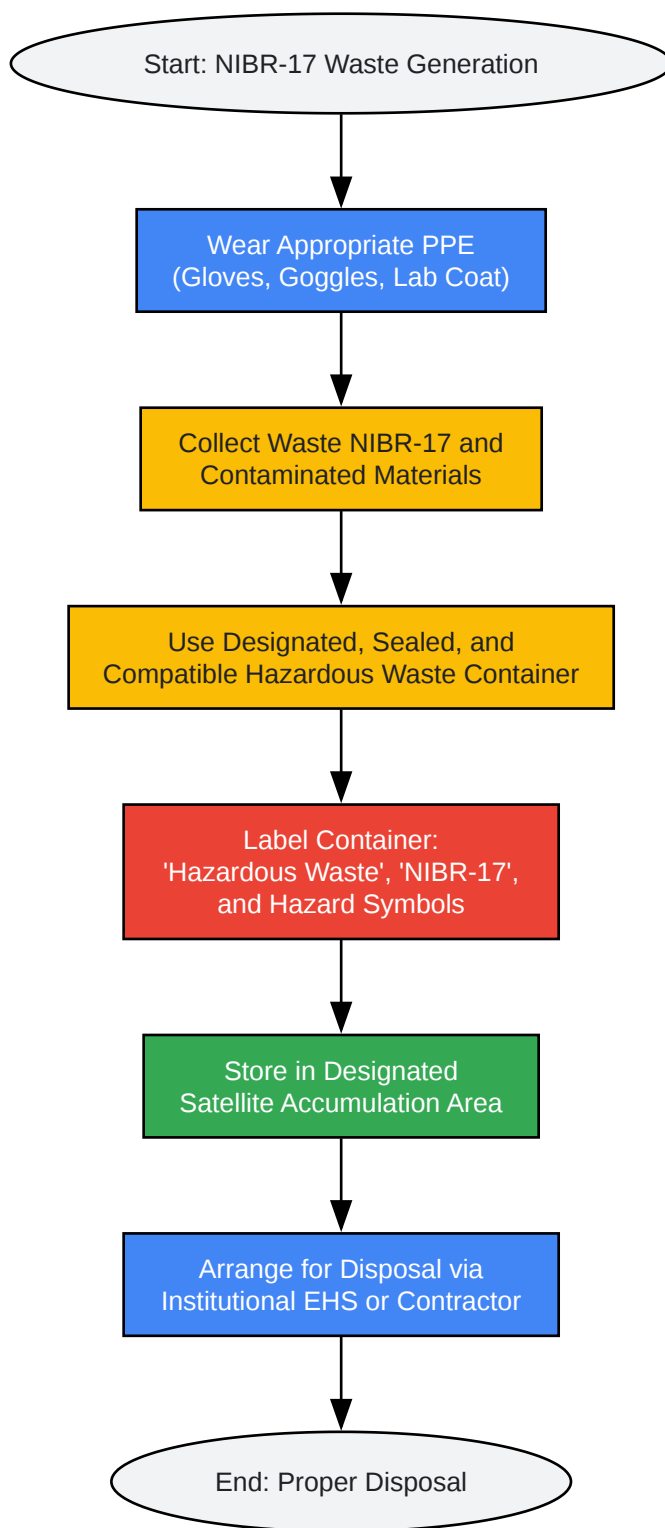 Start: NIBR-17 Waste Generation
Wear Appropriate PPE
(Gloves, Goggles, Lab Coat)
Collect Waste NIBR-17 and
Contaminated Materials
Use Designated, Sealed, and
Compatible Hazardous Waste Container
Label Container:
'Hazardous Waste', 'NIBR-17',
and Hazard Symbols
Store in Designated
Satellite Accumulation Area
Arrange for Disposal via
Institutional EHS or Contractor
End: Proper Disposal